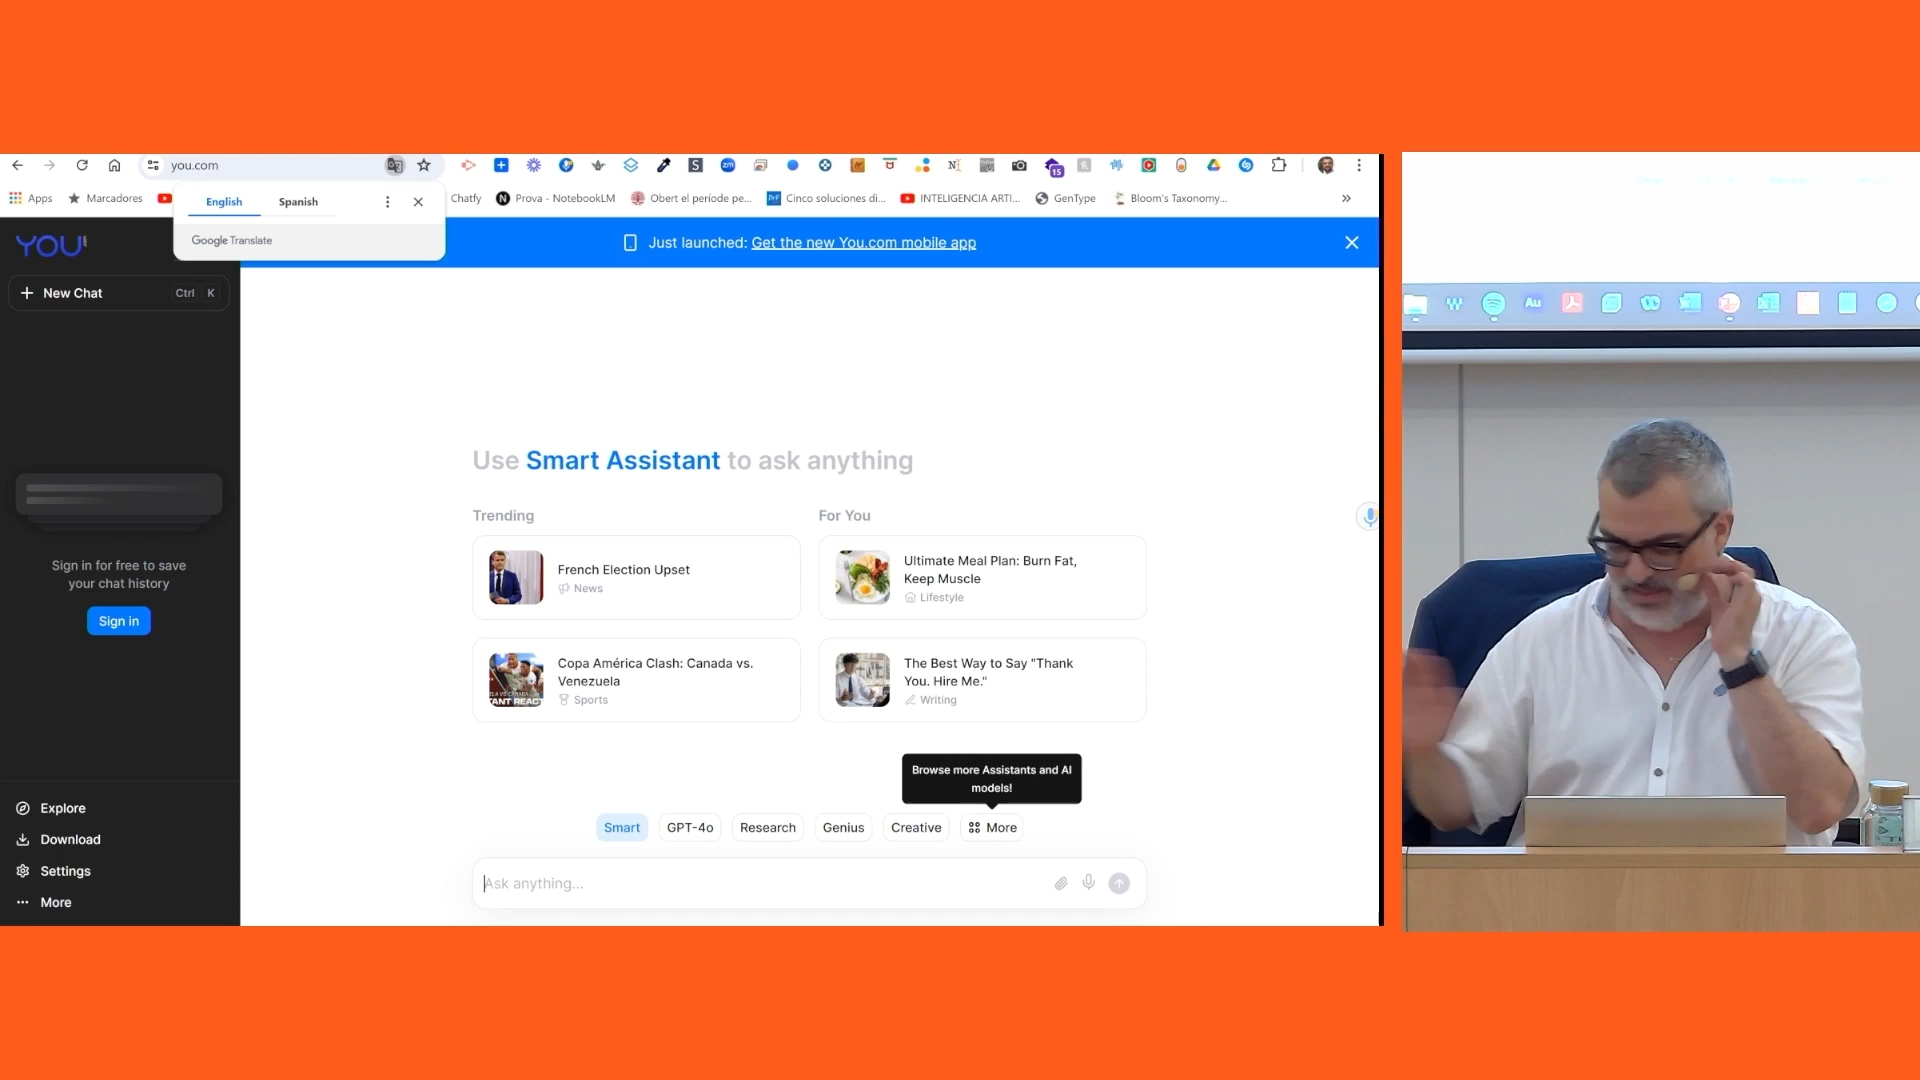 you.com
Apps
Marcadores
Chatfy
Prova - NotebookLM
Obert el període pe...
Cinco soluciones di...
INTELIGENCIA ARTI...
GenType
Bloom's Taxonomy...
»
English
Spanish
Google Translate
YOU
Just launched: Get the new You.com mobile app
+ New Chat
Ctrl K
Sign in for free to save
your chat history
Sign in
Use Smart Assistant to ask anything
Trending
French Election Upset
News
Copa América Clash: Canada vs.
Venezuela
Sports
For You
Ultimate Meal Plan: Burn Fat,
Keep Muscle
Lifestyle
The Best Way to Say "Thank
You. Hire Me."
Writing
Browse more Assistants and AI
models!
Smart
GPT-4o
Research
Genius
Creative
More
Ask anything...
Explore
Download
Settings
More
15
zm
S
Au